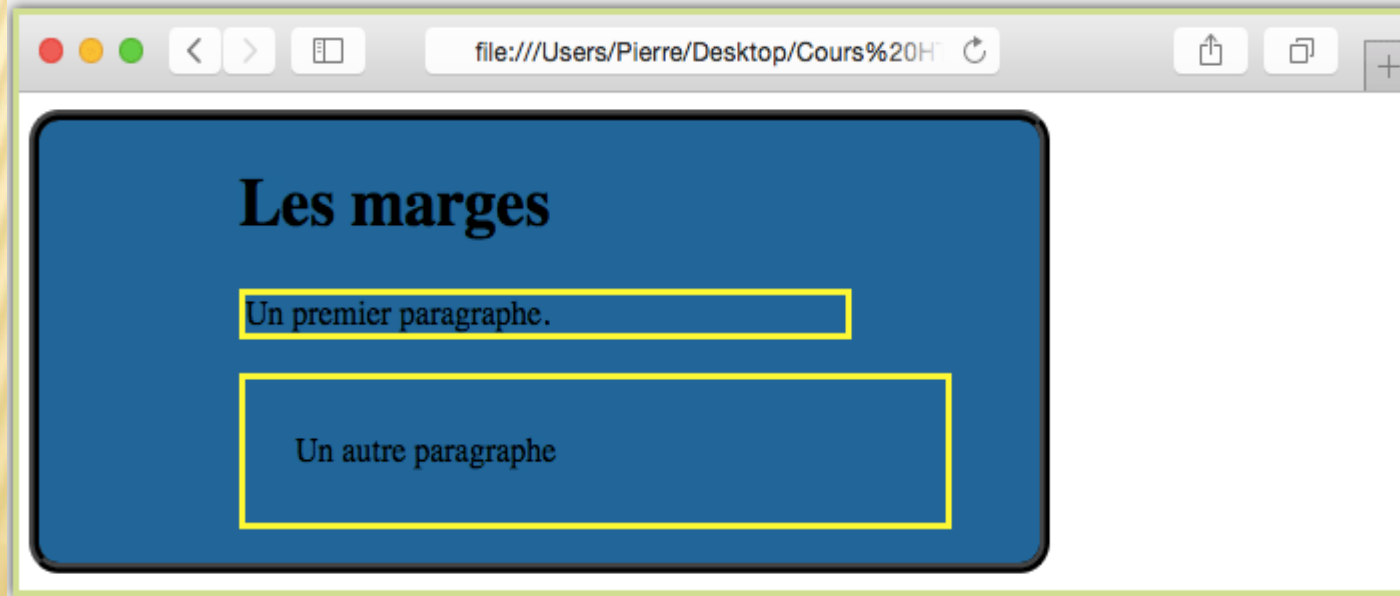 file:///Users/Pierre/Desktop/Cours%20H
Les marges
Un premier paragraphe.
Un autre paragraphe